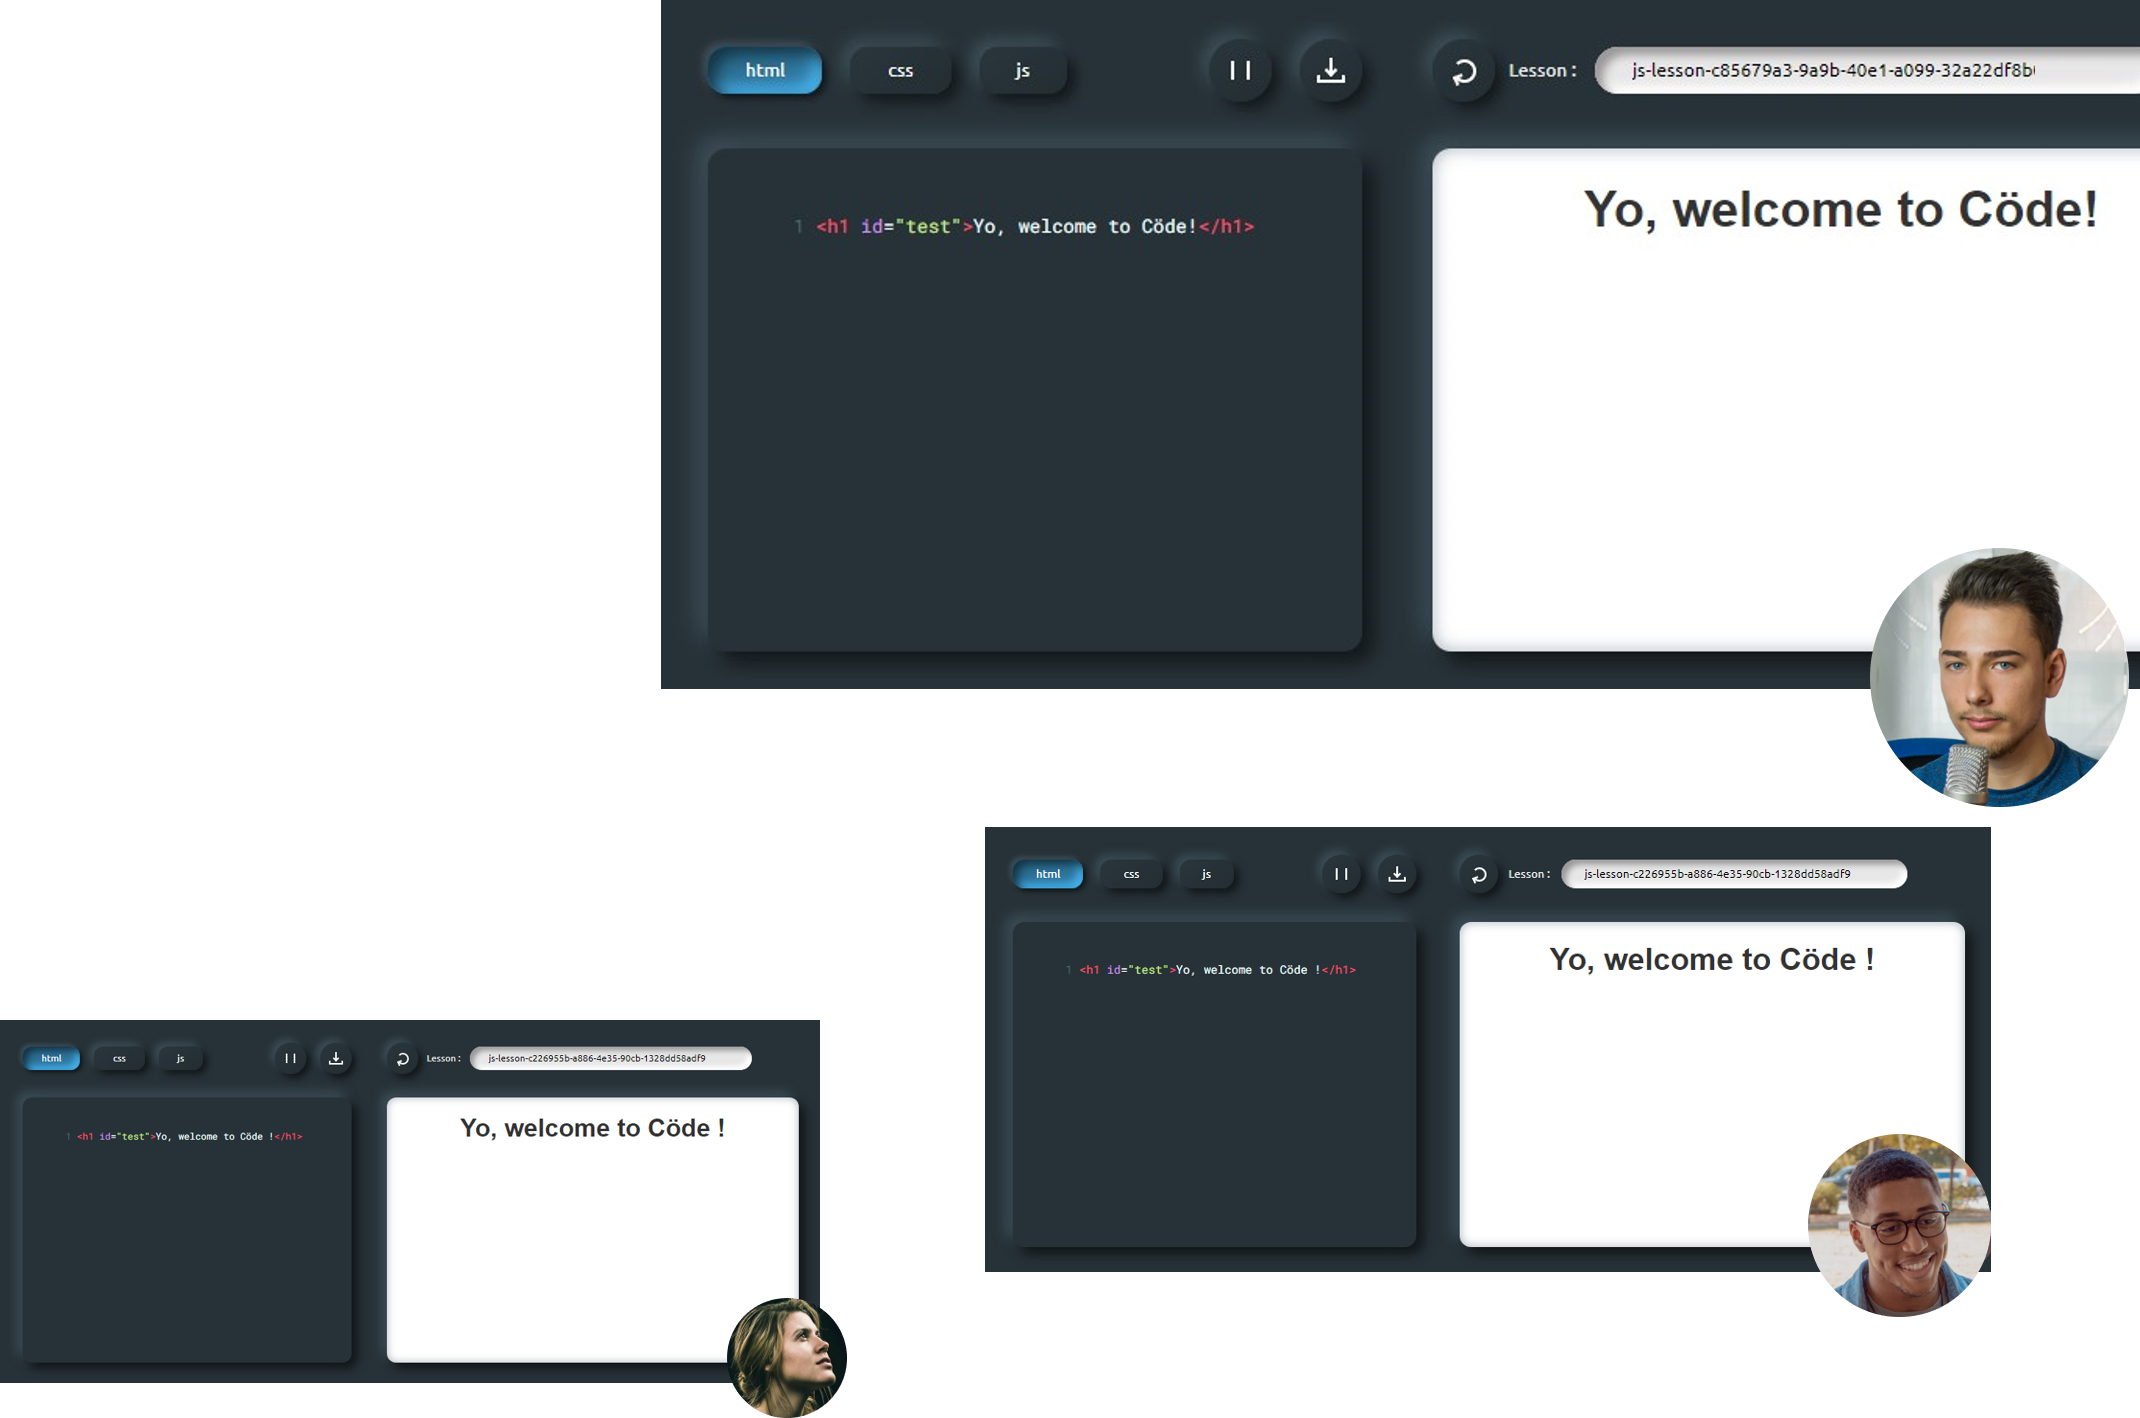 html css js Lesson : js-lesson-c85679a3-9a9b-40e1-a099-32a22df8b
1 <h1 id="test">Yo, welcome to Cöde!</h1>
Yo, welcome to Cöde!
html css js Lesson : js-lesson-c226955b-a886-4e35-90cb-1328dd58adf9
1 <h1 id="test">Yo, welcome to Cöde !</h1>
Yo, welcome to Cöde !
html css js Lesson : js-lesson-c226955b-a886-4e35-90cb-1328dd58adf9
1 <h1 id="test">Yo, welcome to Cöde !</h1>
Yo, welcome to Cöde !